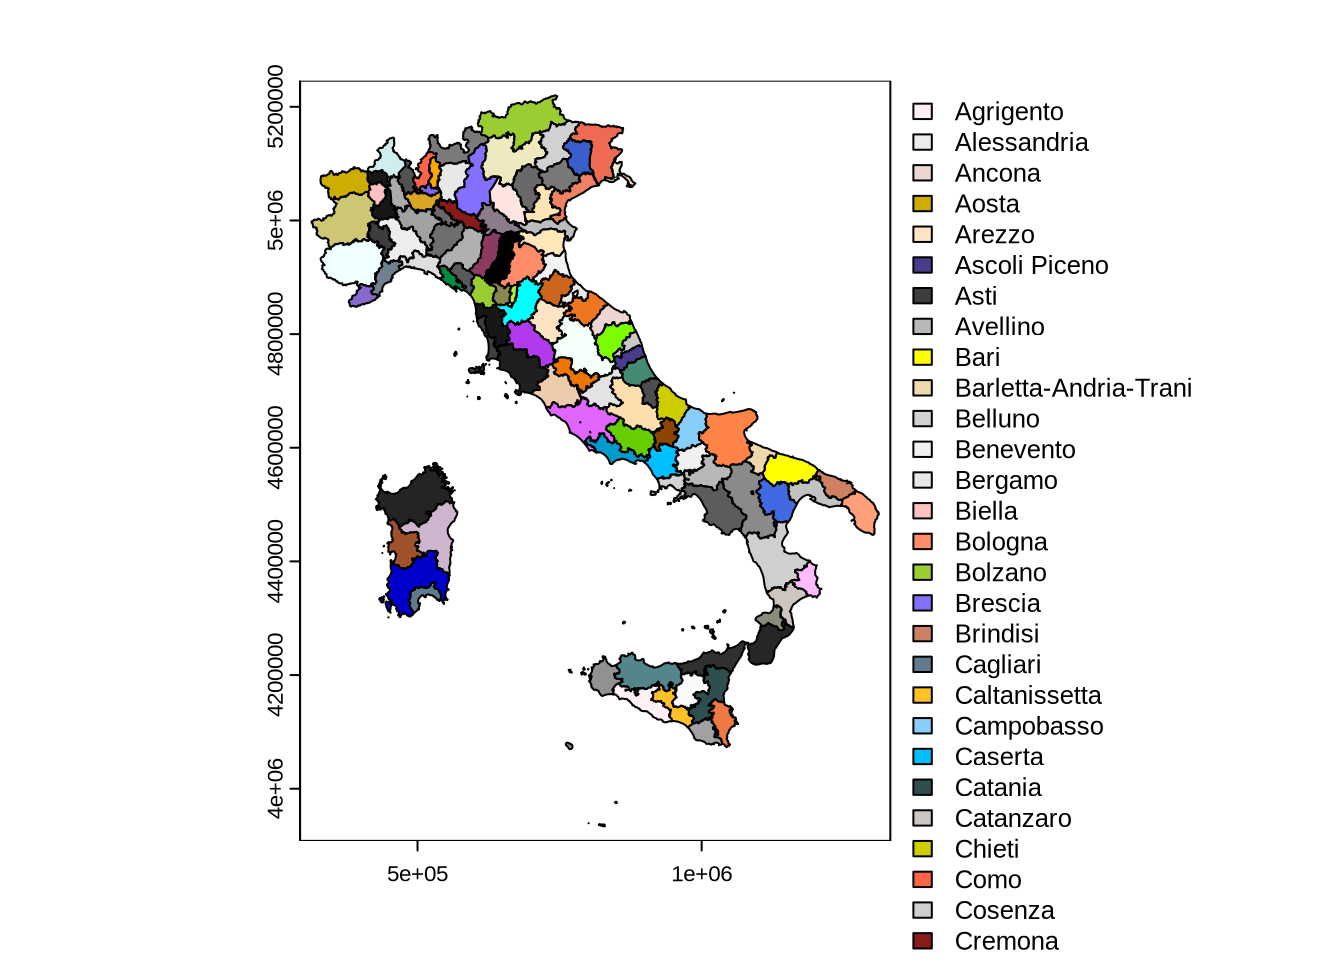 5200000
5e+06
4800000
4600000
4400000
4200000
4e+06
5e+05
1e+06
Agrigento
Alessandria
Ancona
Aosta
Arezzo
Ascoli Piceno
Asti
Avellino
Bari
Barletta-Andria-Trani
Belluno
Benevento
Bergamo
Biella
Bologna
Bolzano
Brescia
Brindisi
Cagliari
Caltanissetta
Campobasso
Caserta
Catania
Catanzaro
Chieti
Como
Cosenza
Cremona